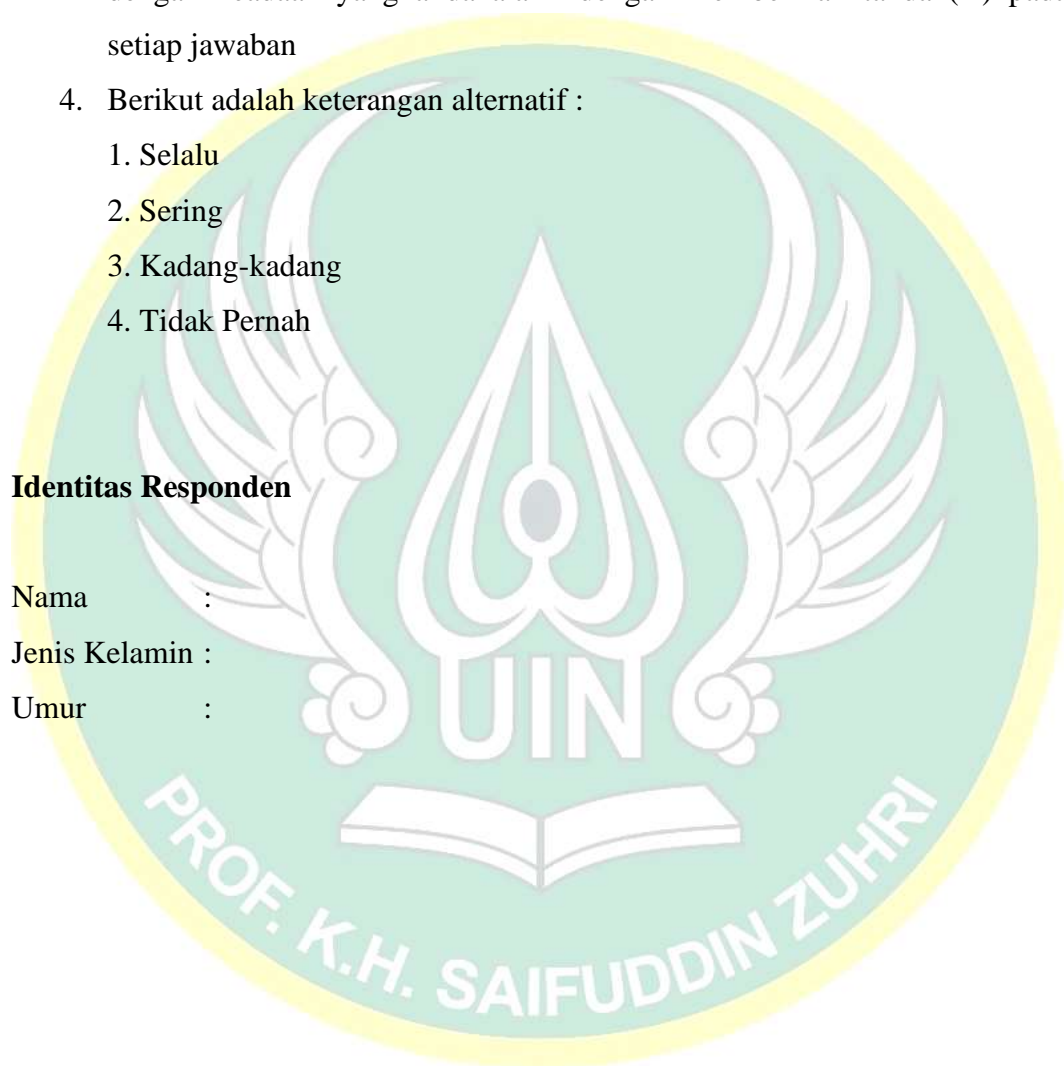 setiap jawaban
4. Berikut adalah keterangan alternatif :
1. Selalu
2. Sering
3. Kadang-kadang
4. Tidak Pernah
Identitas Responden
Nama :
Jenis Kelamin :
Umur :
UIN
PROF. K.H. SAIFUDDIN ZUHRI